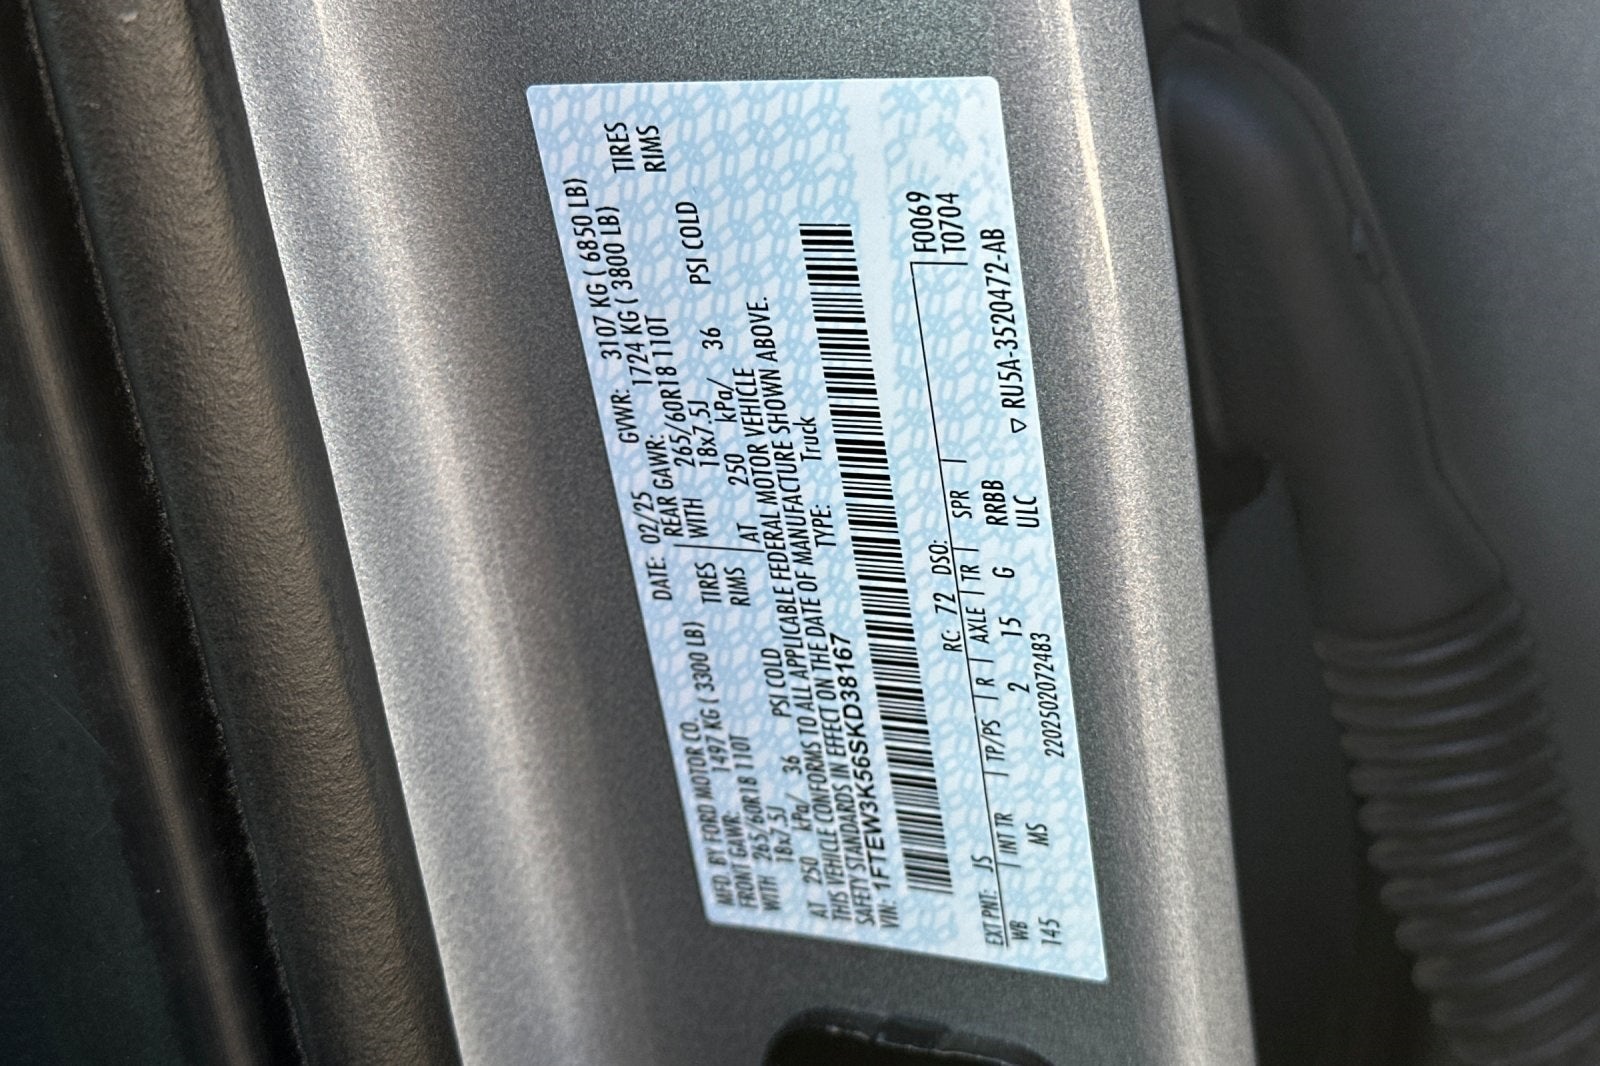 MFD. BY FORD MOTOR CO. DATE: 02/25 GVWR: 3107 KG ( 6850 LB)
FRONT GAWR: 1497 KG ( 3300 LB) REAR GAWR: 1724 KG ( 3800 LB)
WITH 265/60R18 110T TIRES WITH 265/60R18 110T TIRES
18x7.5J RIMS 18x7.5J RIMS
AT 250 kPa/ 36 PSI COLD AT 250 kPa/ 36 PSI COLD
THIS VEHICLE CONFORMS TO ALL APPLICABLE FEDERAL MOTOR VEHICLE
SAFETY STANDARDS IN EFFECT ON THE DATE OF MANUFACTURE SHOWN ABOVE.
VIN: 1FTEW3K56SKD38167 TYPE: Truck
EXT PNT: JS RC: 72 DSO: F0069
WB INT TR TP/PS R AXLE TR SPR T0704
145 MS 2 15 G RRBB
2202502072483 ULC ▽ RU5A-3520472-AB